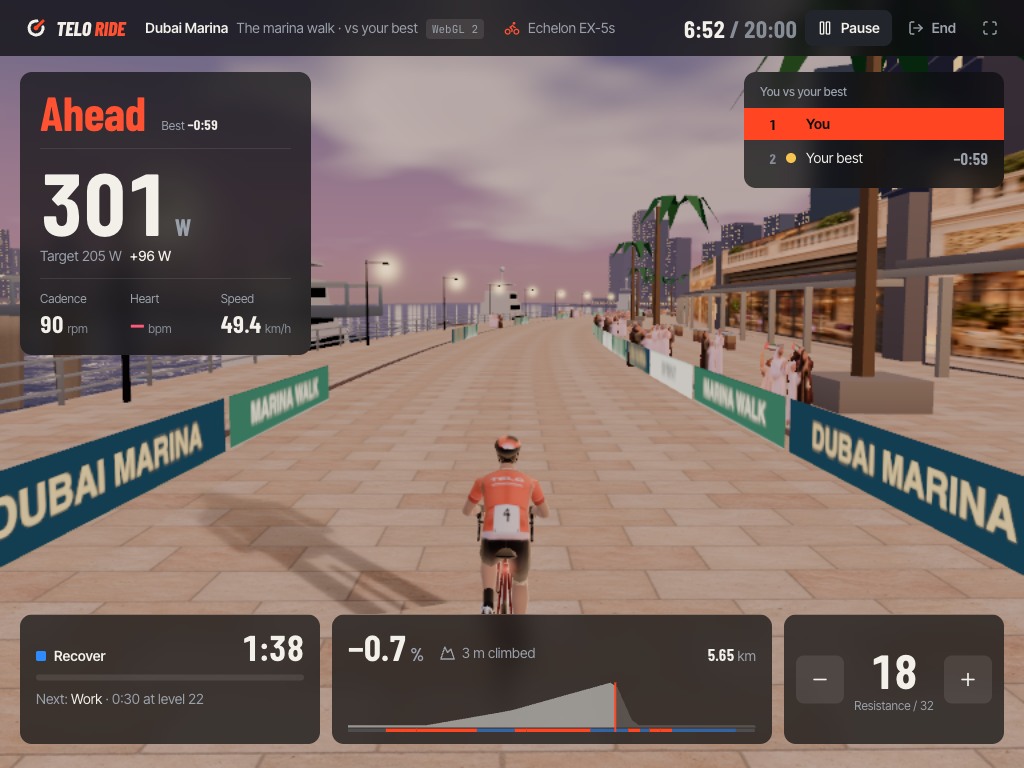 TELO RIDE Dubai Marina The marina walk · vs your best WebGL 2 Echelon EX-5s 6:52 / 20:00 Pause End
Ahead Best −0:59
301 W
Target 205 W +96 W
Cadence Heart Speed
90 rpm — bpm 49.4 km/h
You vs your best
1 You
2 Your best −0:59
MARINA WALK
DUBAI MARINA
MARINA WALK
DUBAI MARINA
TELO
4
Recover 1:38
Next: Work · 0:30 at level 22
−0.7 % 3 m climbed 5.65 km
− 18 +
Resistance / 32